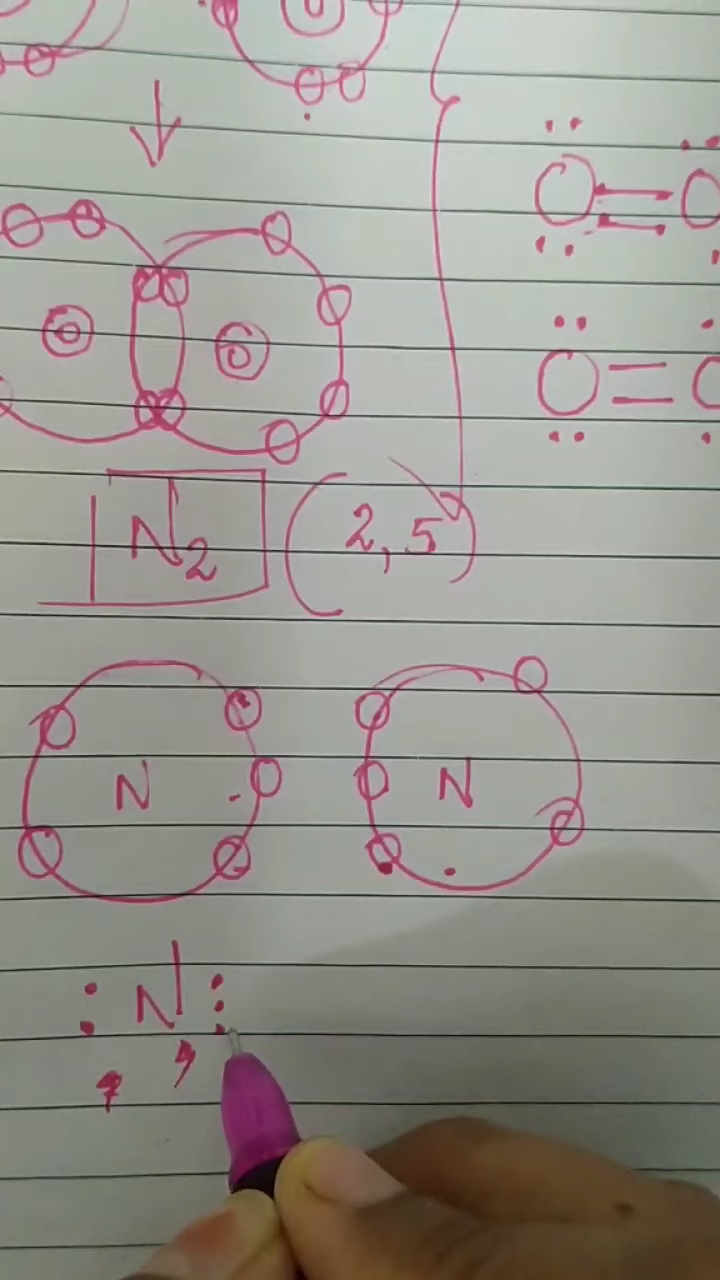 O O
O = O
N₂ (2, 5)
N N
: N ⋮